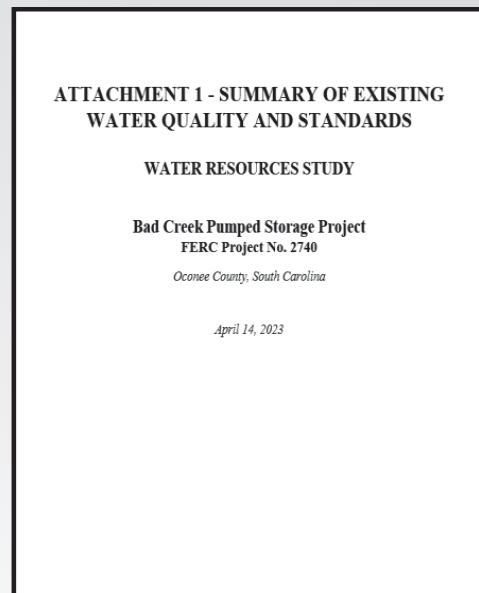 ATTACHMENT 1 - SUMMARY OF EXISTING
WATER QUALITY AND STANDARDS
WATER RESOURCES STUDY
Bad Creek Pumped Storage Project
FERC Project No. 2740
Oconee County, South Carolina
April 14, 2023